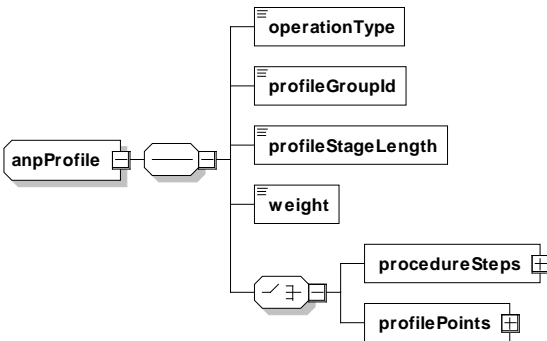 operationType
profileGroupId
profileStageLength
anpProfile
weight
procedureSteps
profilePoints